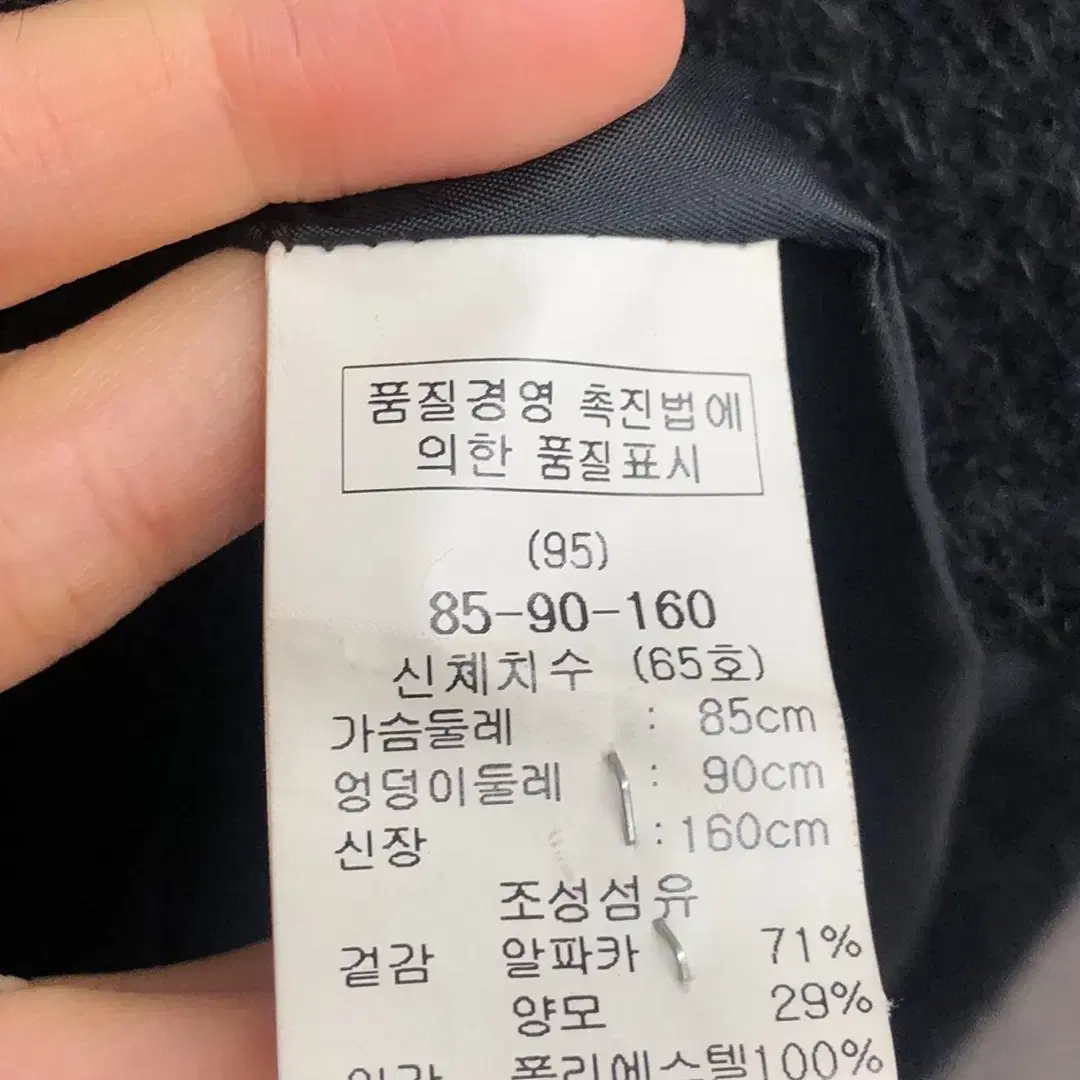 품질경영 촉진법에
의한 품질표시
(95)
85-90-160
신체치수 (65호)
가슴둘레 : 85cm
엉덩이둘레 : 90cm
신장 : 160cm
조성섬유
겉감 알파카 71%
양모 29%
폴리에스텔 100%